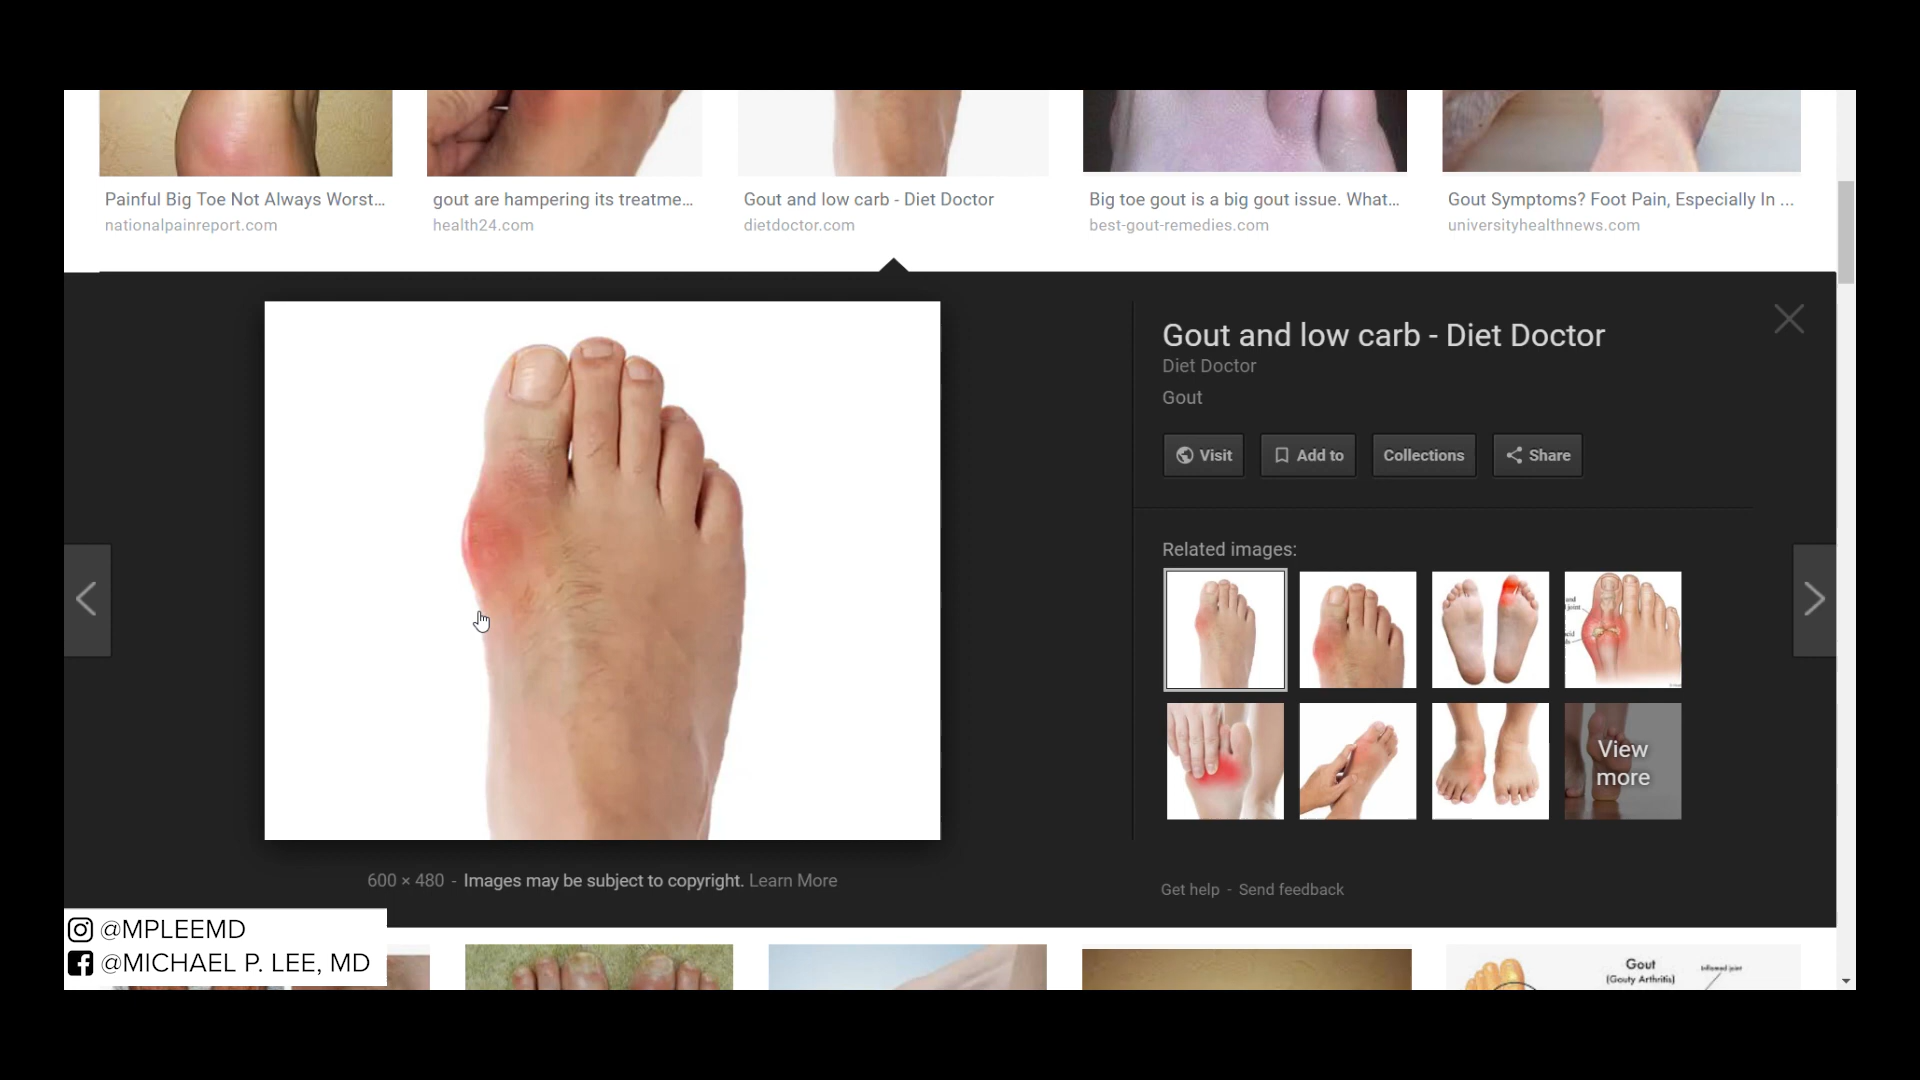 Painful Big Toe Not Always Worst...
nationalpainreport.com
gout are hampering its treatme...
health24.com
Gout and low carb - Diet Doctor
dietdoctor.com
Big toe gout is a big gout issue. What...
best-gout-remedies.com
Gout Symptoms? Foot Pain, Especially In ...
universityhealthnews.com
Gout and low carb - Diet Doctor
Diet Doctor
Gout
Visit
Add to
Collections
Share
Related images:
and
joint
View
more
600 × 480 - Images may be subject to copyright. Learn More
Get help - Send feedback
@MPLEEMD
@MICHAEL P. LEE, MD
Gout
(Gouty Arthritis)
Inflamed joint